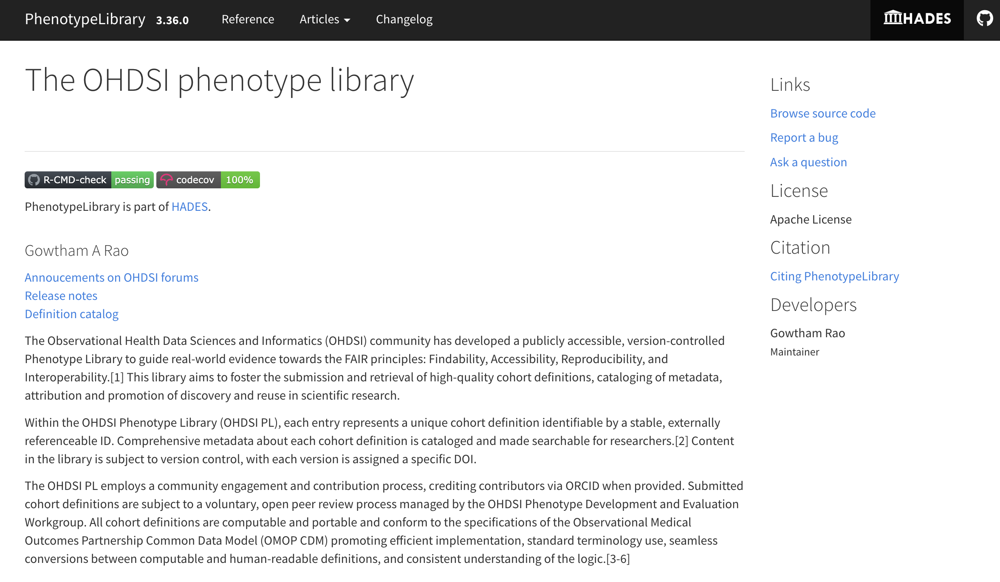 PhenotypeLibrary 3.36.0 Reference Articles Changelog HADES
The OHDSI phenotype library
R-CMD-check passing codecov 100%
PhenotypeLibrary is part of HADES.
Gowtham A Rao
Annoucements on OHDSI forums
Release notes
Definition catalog
The Observational Health Data Sciences and Informatics (OHDSI) community has developed a publicly accessible, version-controlled
Phenotype Library to guide real-world evidence towards the FAIR principles: Findability, Accessibility, Reproducibility, and
Interoperability.[1] This library aims to foster the submission and retrieval of high-quality cohort definitions, cataloging of metadata,
attribution and promotion of discovery and reuse in scientific research.
Within the OHDSI Phenotype Library (OHDSI PL), each entry represents a unique cohort definition identifiable by a stable, externally
referenceable ID. Comprehensive metadata about each cohort definition is cataloged and made searchable for researchers.[2] Content
in the library is subject to version control, with each version is assigned a specific DOI.
The OHDSI PL employs a community engagement and contribution process, crediting contributors via ORCID when provided. Submitted
cohort definitions are subject to a voluntary, open peer review process managed by the OHDSI Phenotype Development and Evaluation
Workgroup. All cohort definitions are computable and portable and conform to the specifications of the Observational Medical
Outcomes Partnership Common Data Model (OMOP CDM) promoting efficient implementation, standard terminology use, seamless
conversions between computable and human-readable definitions, and consistent understanding of the logic.[3-6]
Links
Browse source code
Report a bug
Ask a question
License
Apache License
Citation
Citing PhenotypeLibrary
Developers
Gowtham Rao
Maintainer